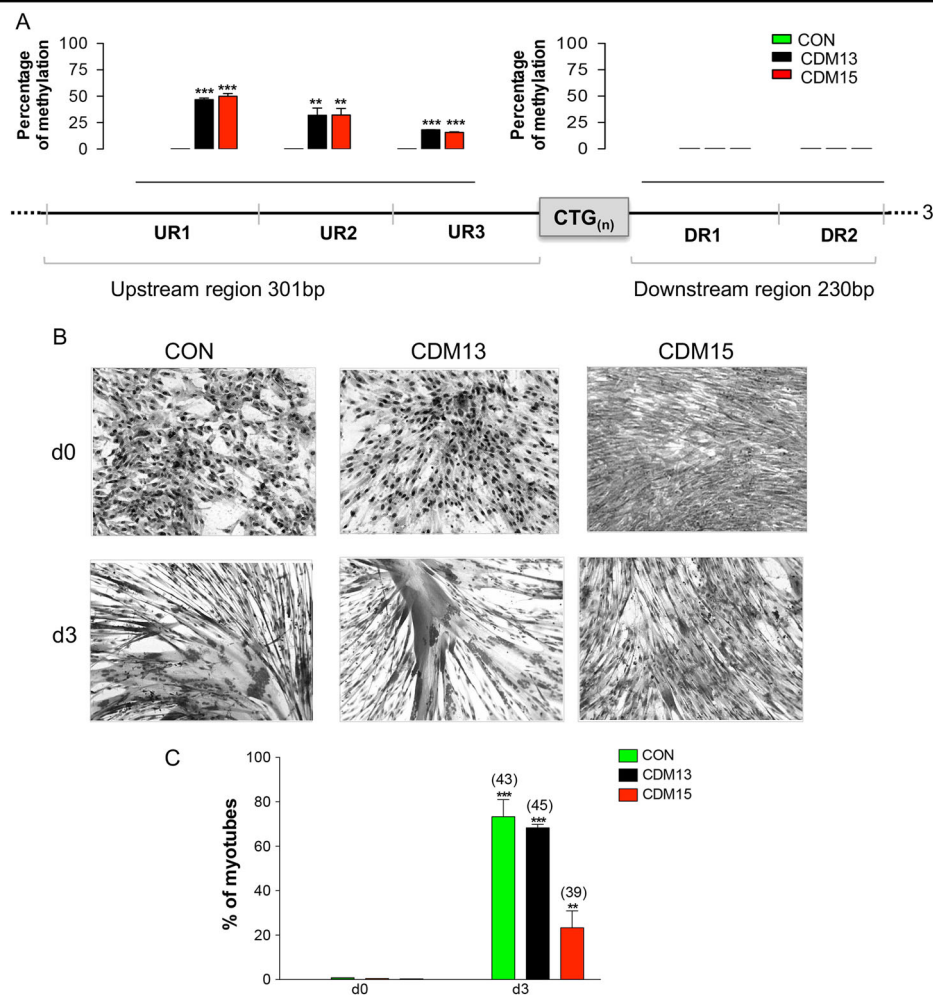 A
Percentage
of methylation
100
75
50
25
0
***
***
**
**
***
***
Percentage
of methylation
100
75
50
25
0
CON
CDM13
CDM15
UR1
UR2
UR3
CTG(n)
DR1
DR2
3
Upstream region 301bp
Downstream region 230bp
B
CON
CDM13
CDM15
d0
d3
C
% of myotubes
100
80
60
40
20
0
(43)
***
(45)
***
(39)
**
d0
d3
CON
CDM13
CDM15